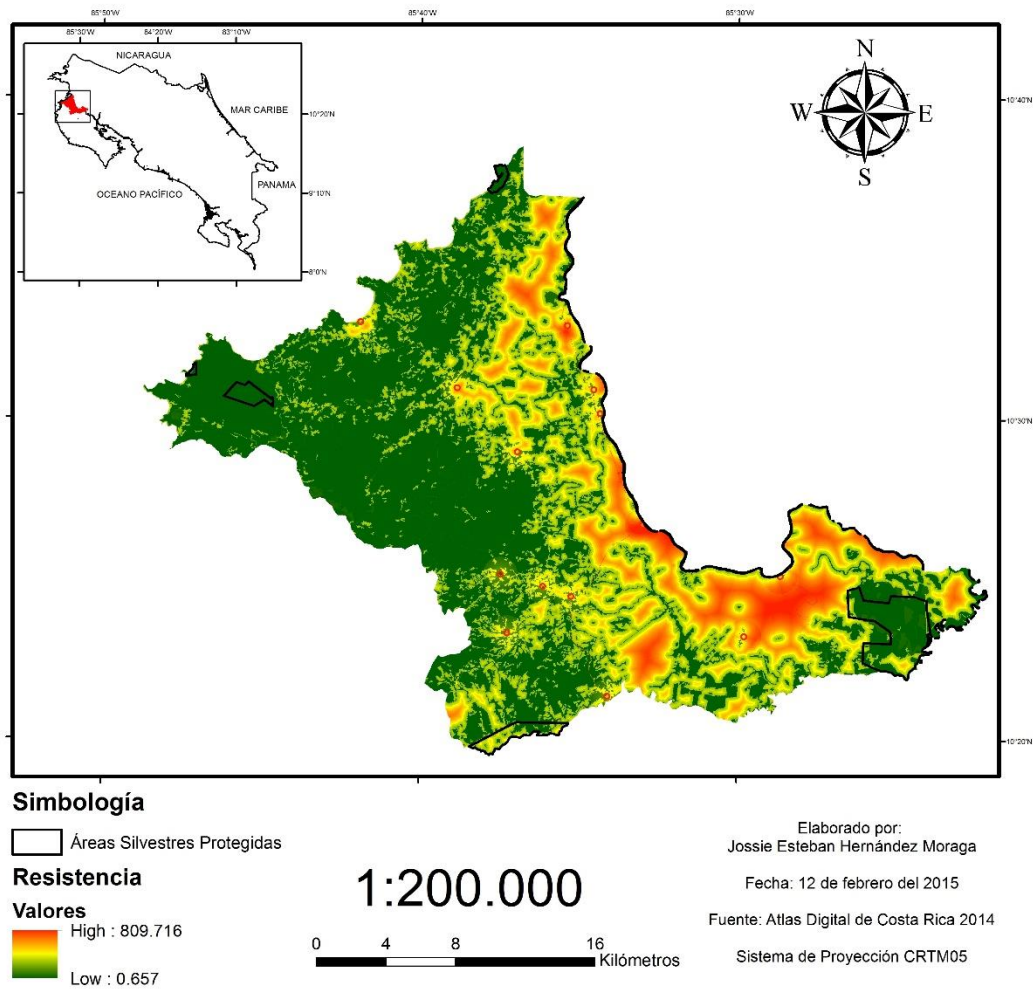 85°50'W
85°40'W
85°30'W
85°30'W
84°20'W
83°10'W
NICARAGUA
MAR CARIBE
OCEANO PACÍFICO
PANAMA
10°20'N
9°10'N
8°0'N
N
W
E
S
10°40'N
10°30'N
10°20'N
Simbología
Áreas Silvestres Protegidas
Resistencia
Valores
High : 809.716
Low : 0.657
1:200.000
0 4 8 16
Kilómetros
Elaborado por:
Jossie Esteban Hernández Moraga
Fecha: 12 de febrero del 2015
Fuente: Atlas Digital de Costa Rica 2014
Sistema de Proyección CRTM05